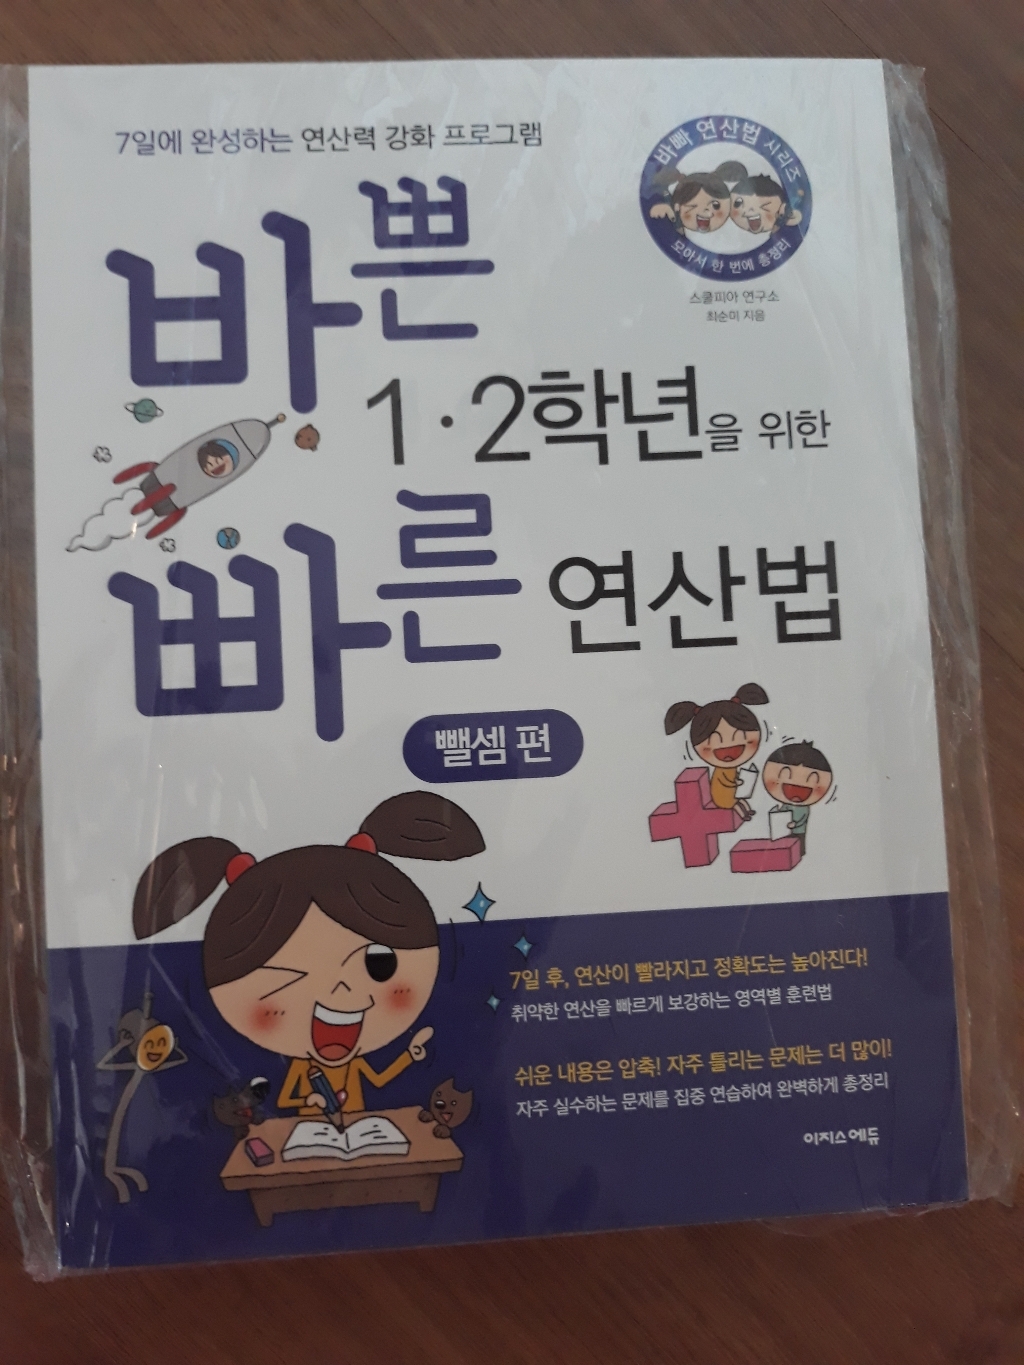 7일에 완성하는 연산력 강화 프로그램
바빠 연산법 시리즈
모아서 한 번에 총정리
스쿨피아 연구소
최순미 지음
바쁜
1·2학년을 위한
빠른 연산법
뺄셈 편
7일 후, 연산이 빨라지고 정확도는 높아진다!
취약한 연산을 빠르게 보강하는 영역별 훈련법
쉬운 내용은 압축! 자주 틀리는 문제는 더 많이!
자주 실수하는 문제를 집중 연습하여 완벽하게 총정리
이지스에듀